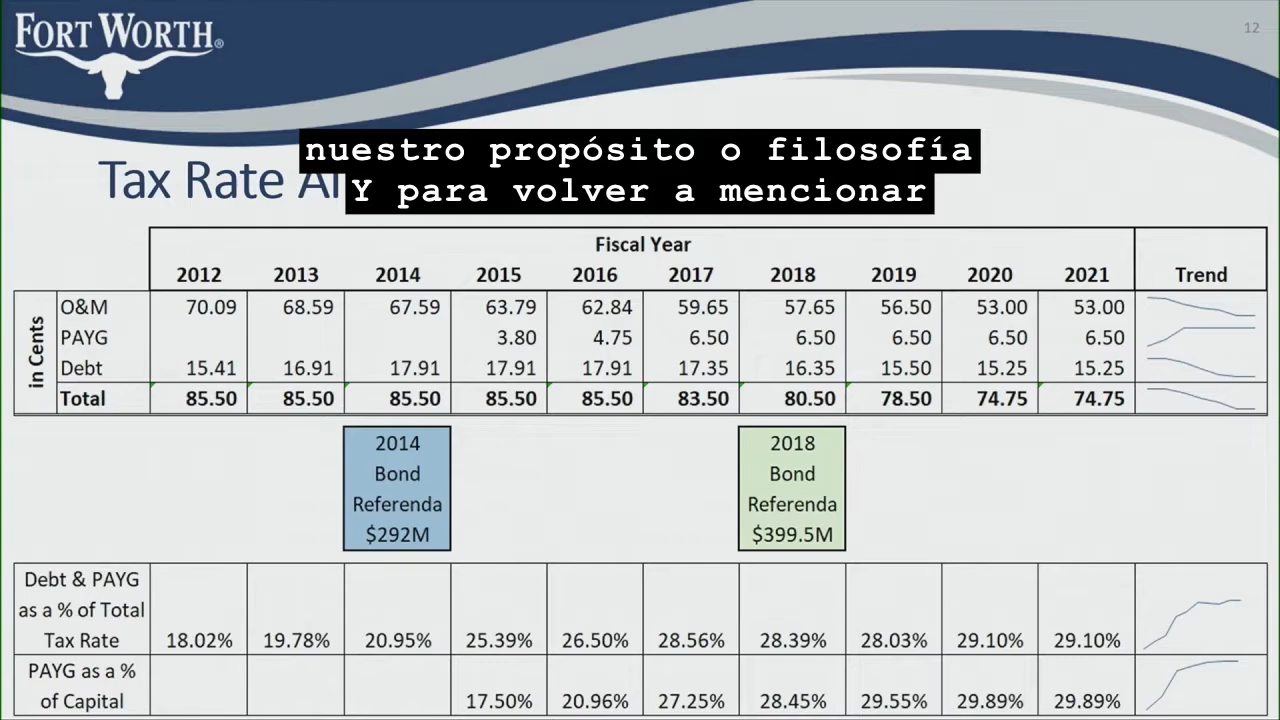 FORT WORTH®
12
nuestro propósito o filosofía
Tax Rate
Y para volver a mencionar
Fiscal Year
2012 2013 2014 2015 2016 2017 2018 2019 2020 2021 Trend
in Cents
O&M 70.09 68.59 67.59 63.79 62.84 59.65 57.65 56.50 53.00 53.00
PAYG 3.80 4.75 6.50 6.50 6.50 6.50 6.50
Debt 15.41 16.91 17.91 17.91 17.91 17.35 16.35 15.50 15.25 15.25
Total 85.50 85.50 85.50 85.50 85.50 83.50 80.50 78.50 74.75 74.75
2014
Bond
Referenda
$292M
2018
Bond
Referenda
$399.5M
Debt & PAYG
as a % of Total
Tax Rate 18.02% 19.78% 20.95% 25.39% 26.50% 28.56% 28.39% 28.03% 29.10% 29.10%
PAYG as a %
of Capital 17.50% 20.96% 27.25% 28.45% 29.55% 29.89% 29.89%